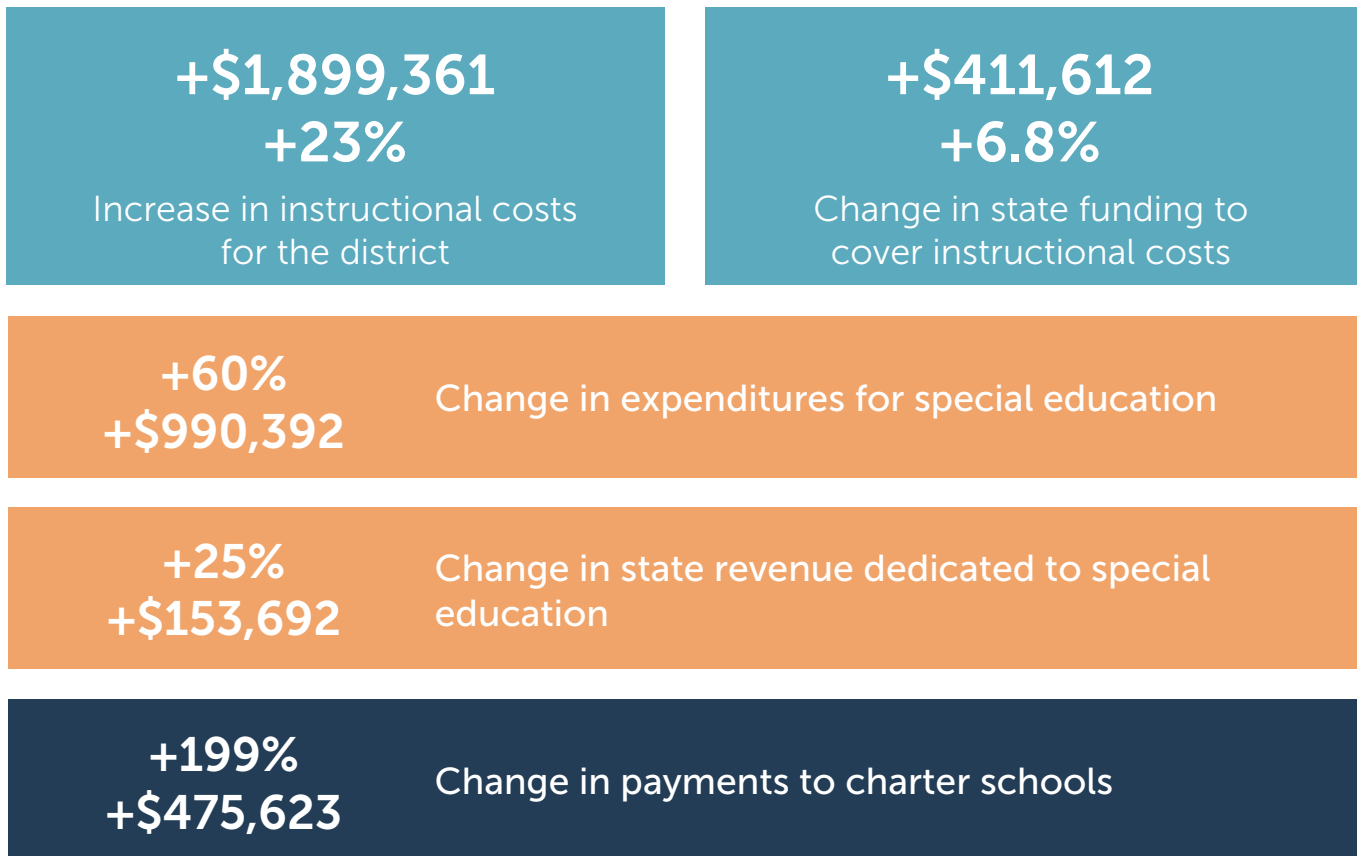 +$1,899,361
+23%
Increase in instructional costs
for the district
+$411,612
+6.8%
Change in state funding to
cover instructional costs
+60%
+$990,392
Change in expenditures for special education
+25%
+$153,692
Change in state revenue dedicated to special
education
+199%
+$475,623
Change in payments to charter schools